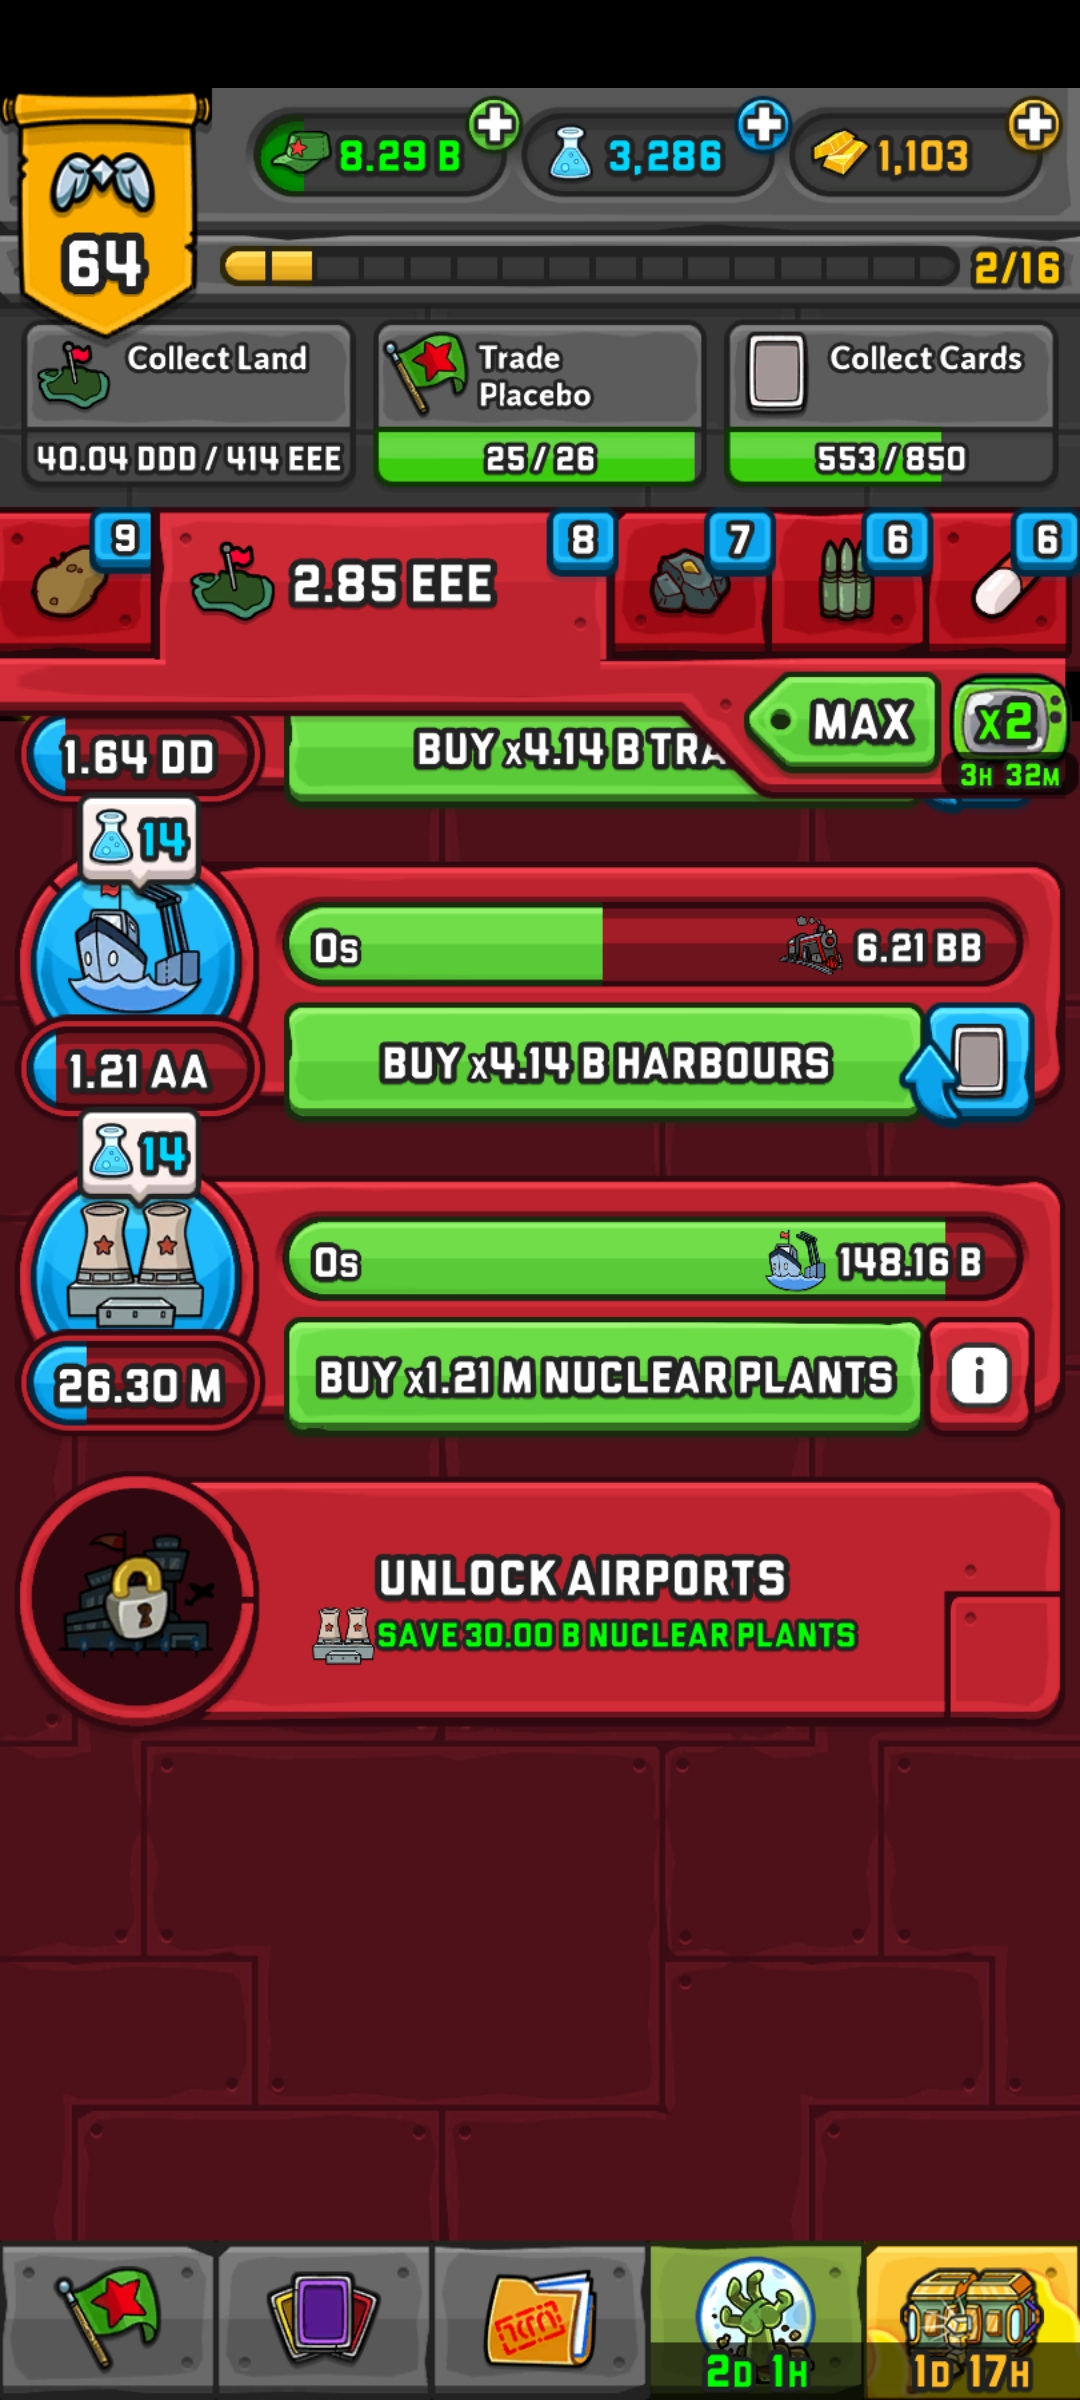 64
8.29 B
3,286
1,103
2/16
Collect Land
40.04 DDD / 414 EEE
Trade
Placebo
25 / 26
Collect Cards
553 / 850
9
2.85 EEE
8
7
6
6
MAX
x2
3H 32M
1.64 DD
BUY x4.14 B TRA
14
0s
6.21 BB
1.21 AA
BUY x4.14 B HARBOURS
14
0s
148.16 B
26.30 M
BUY x1.21 M NUCLEAR PLANTS
i
UNLOCK AIRPORTS
SAVE 30.00 B NUCLEAR PLANTS
2D 1H
1D 17H